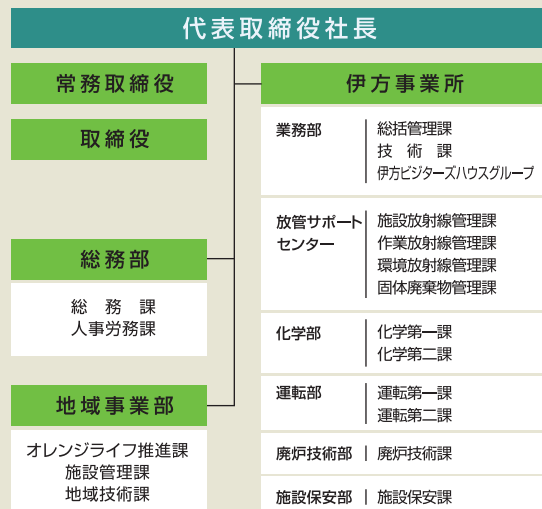 代表取締役社長
常務取締役
取締役
総務部
総務課
人事労務課
地域事業部
オレンジライフ推進課
施設管理課
地域技術課
伊方事業所
業務部
総括管理課
技術課
伊方ビジターズハウスグループ
放管サポート
センター
施設放射線管理課
作業放射線管理課
環境放射線管理課
固体廃棄物管理課
化学部
化学第一課
化学第二課
運転部
運転第一課
運転第二課
廃炉技術部
廃炉技術課
施設保安部
施設保安課